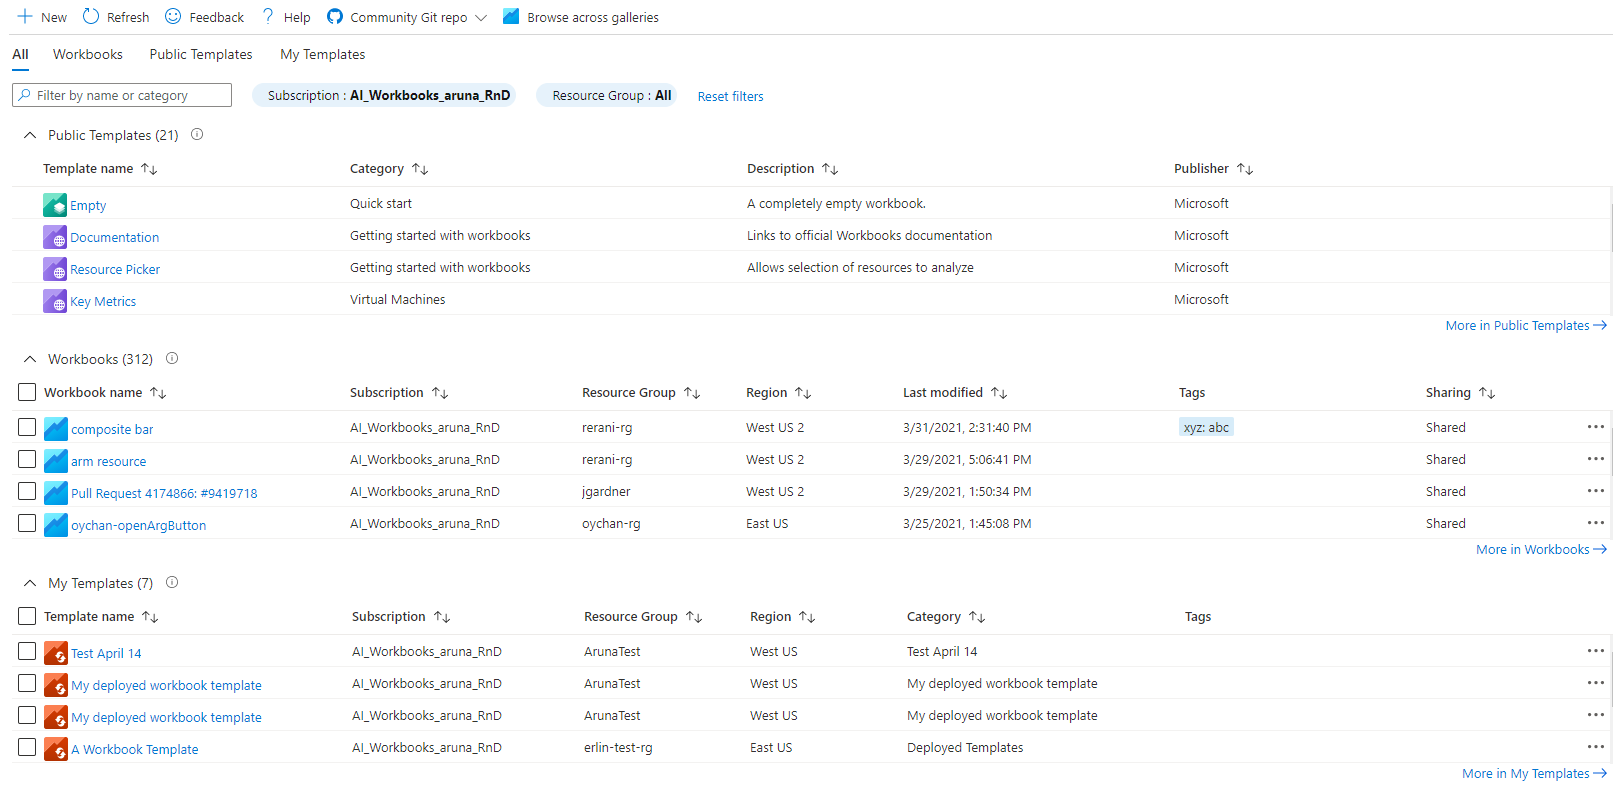 New Refresh Feedback Help Community Git repo Browse across galleries
All Workbooks Public Templates My Templates
Filter by name or category Subscription : AI_Workbooks_aruna_RnD Resource Group : All Reset filters
Public Templates (21)
Template name Category Description Publisher
Empty Quick start A completely empty workbook. Microsoft
Documentation Getting started with workbooks Links to official Workbooks documentation Microsoft
Resource Picker Getting started with workbooks Allows selection of resources to analyze Microsoft
Key Metrics Virtual Machines Microsoft
More in Public Templates
Workbooks (312)
Workbook name Subscription Resource Group Region Last modified Tags Sharing
composite bar AI_Workbooks_aruna_RnD rerani-rg West US 2 3/31/2021, 2:31:40 PM xyz: abc Shared
arm resource AI_Workbooks_aruna_RnD rerani-rg West US 2 3/29/2021, 5:06:41 PM Shared
Pull Request 4174866: #9419718 AI_Workbooks_aruna_RnD jgardner West US 2 3/29/2021, 1:50:34 PM Shared
oychan-openArgButton AI_Workbooks_aruna_RnD oychan-rg East US 3/25/2021, 1:45:08 PM Shared
More in Workbooks
My Templates (7)
Template name Subscription Resource Group Region Category Tags
Test April 14 AI_Workbooks_aruna_RnD ArunaTest West US Test April 14
My deployed workbook template AI_Workbooks_aruna_RnD ArunaTest West US My deployed workbook template
My deployed workbook template AI_Workbooks_aruna_RnD ArunaTest West US My deployed workbook template
A Workbook Template AI_Workbooks_aruna_RnD erlin-test-rg East US Deployed Templates
More in My Templates